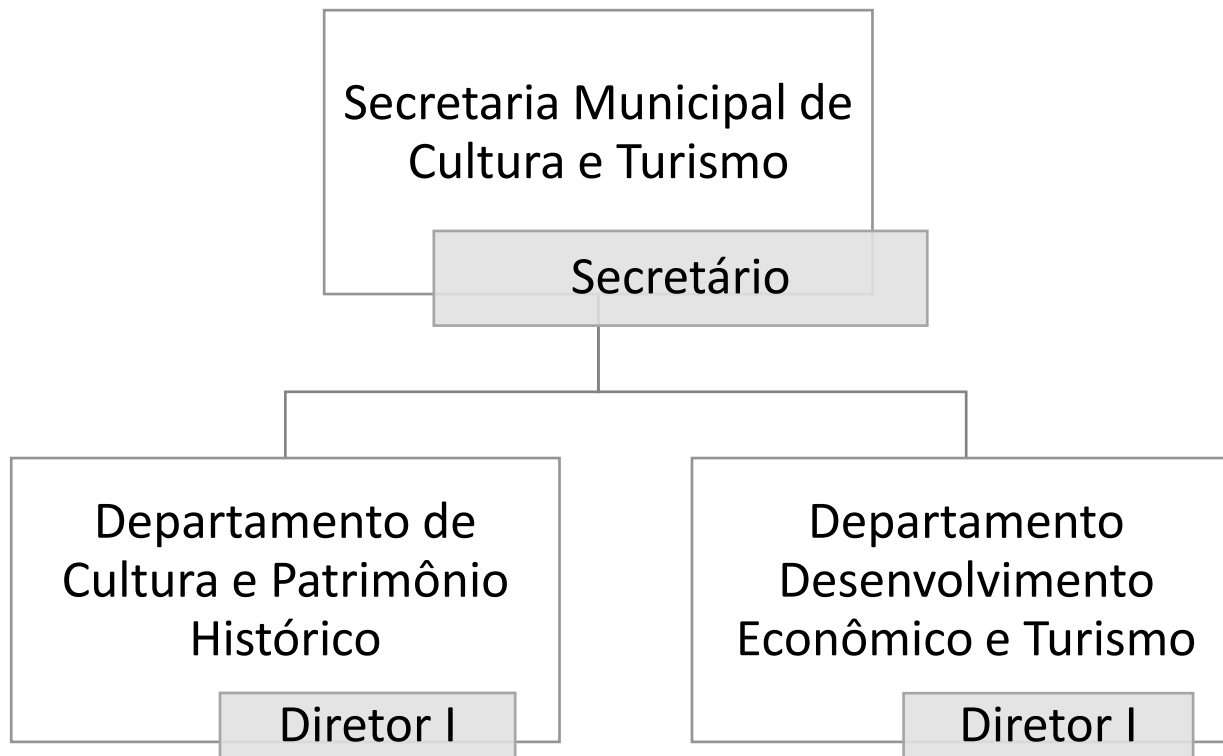 Secretaria Municipal de
Cultura e Turismo
Secretário
Departamento de
Cultura e Patrimônio
Histórico
Diretor I
Departamento
Desenvolvimento
Econômico e Turismo
Diretor I